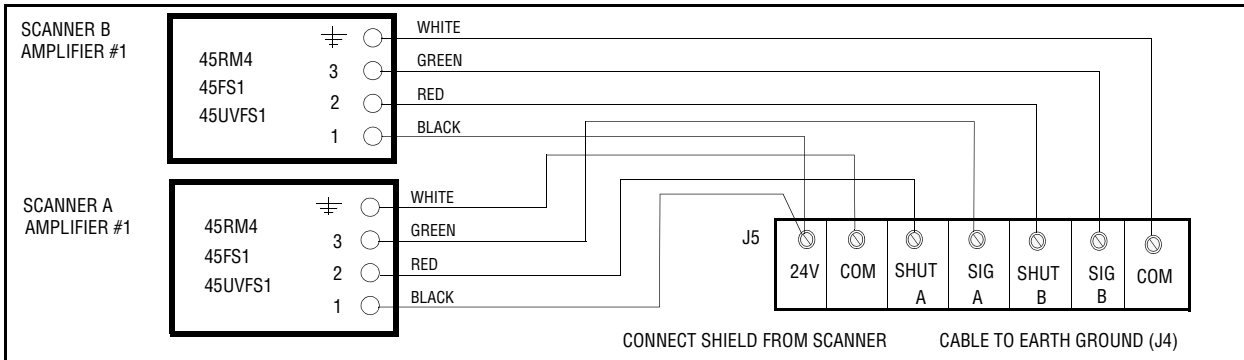 SCANNER B
AMPLIFIER #1
45RM4
45FS1
45UVFS1
3
2
1
WHITE
GREEN
RED
BLACK
SCANNER A
AMPLIFIER #1
45RM4
45FS1
45UVFS1
3
2
1
WHITE
GREEN
RED
BLACK
J5
24V
COM
SHUT
A
SIG
A
SHUT
B
SIG
B
COM
CONNECT SHIELD FROM SCANNER CABLE TO EARTH GROUND (J4)